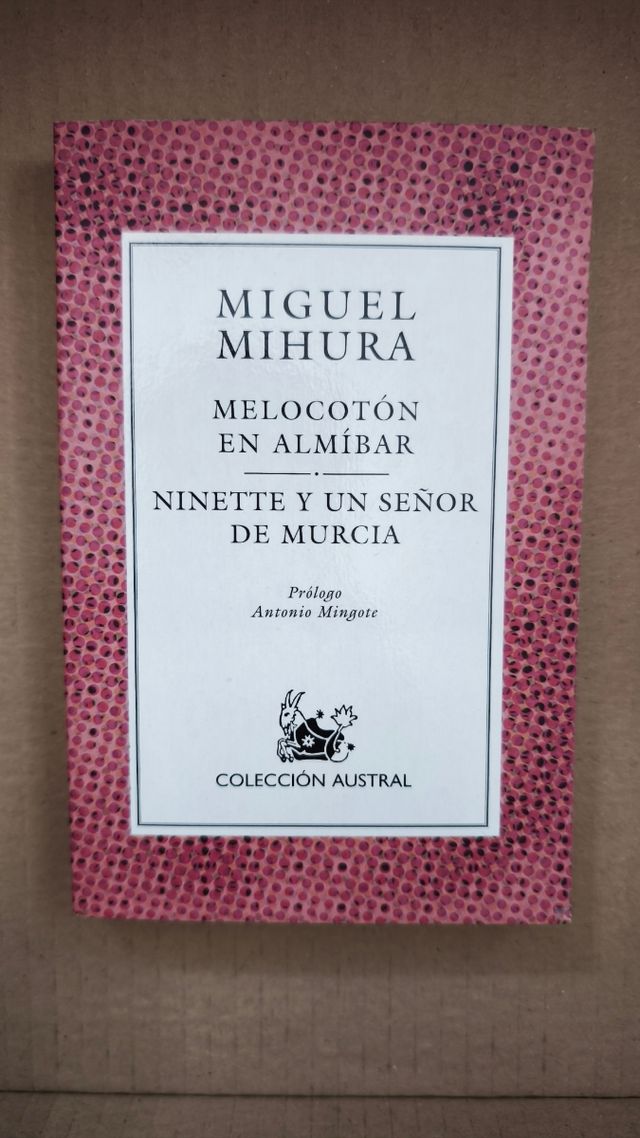 MIGUEL
MIHURA
MELOCOTÓN
EN ALMÍBAR
NINETTE Y UN SEÑOR
DE MURCIA
Prólogo
Antonio Mingote
COLECCIÓN AUSTRAL